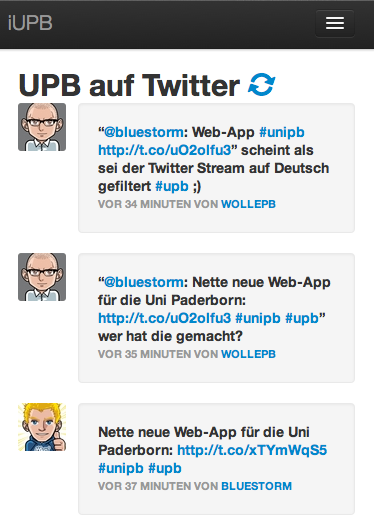 iUPB
UPB auf Twitter
“@bluestorm: Web-App #unipb
http://t.co/uO2olfu3” scheint als
sei der Twitter Stream auf Deutsch
gefiltert #upb ;)
VOR 34 MINUTEN VON WOLLEPB
“@bluestorm: Nette neue Web-App
für die Uni Paderborn:
http://t.co/uO2olfu3 #unipb #upb”
wer hat die gemacht?
VOR 35 MINUTEN VON WOLLEPB
Nette neue Web-App für die Uni
Paderborn: http://t.co/xTYmWqS5
#unipb #upb
VOR 37 MINUTEN VON BLUESTORM